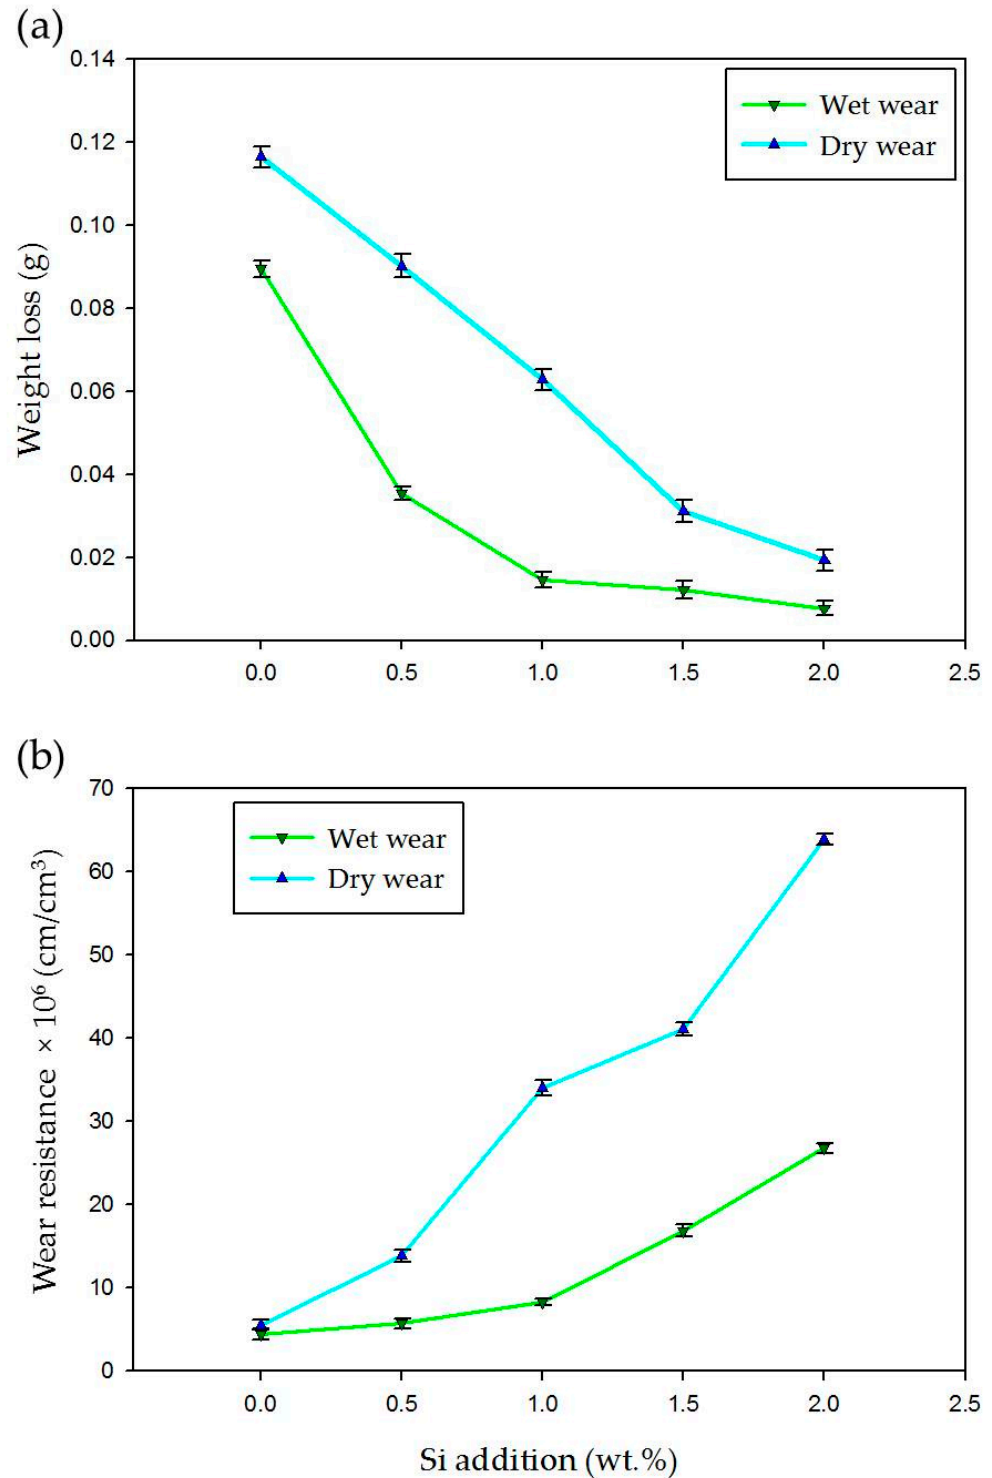 (a)
0.14
0.12
0.10
0.08
0.06
0.04
0.02
0.00
Weight loss (g)
Wet wear
Dry wear
0.0 0.5 1.0 1.5 2.0 2.5
(b)
70
60
50
40
30
20
10
0
Wear resistance × 10⁶ (cm/cm³)
Wet wear
Dry wear
0.0 0.5 1.0 1.5 2.0 2.5
Si addition (wt.%)